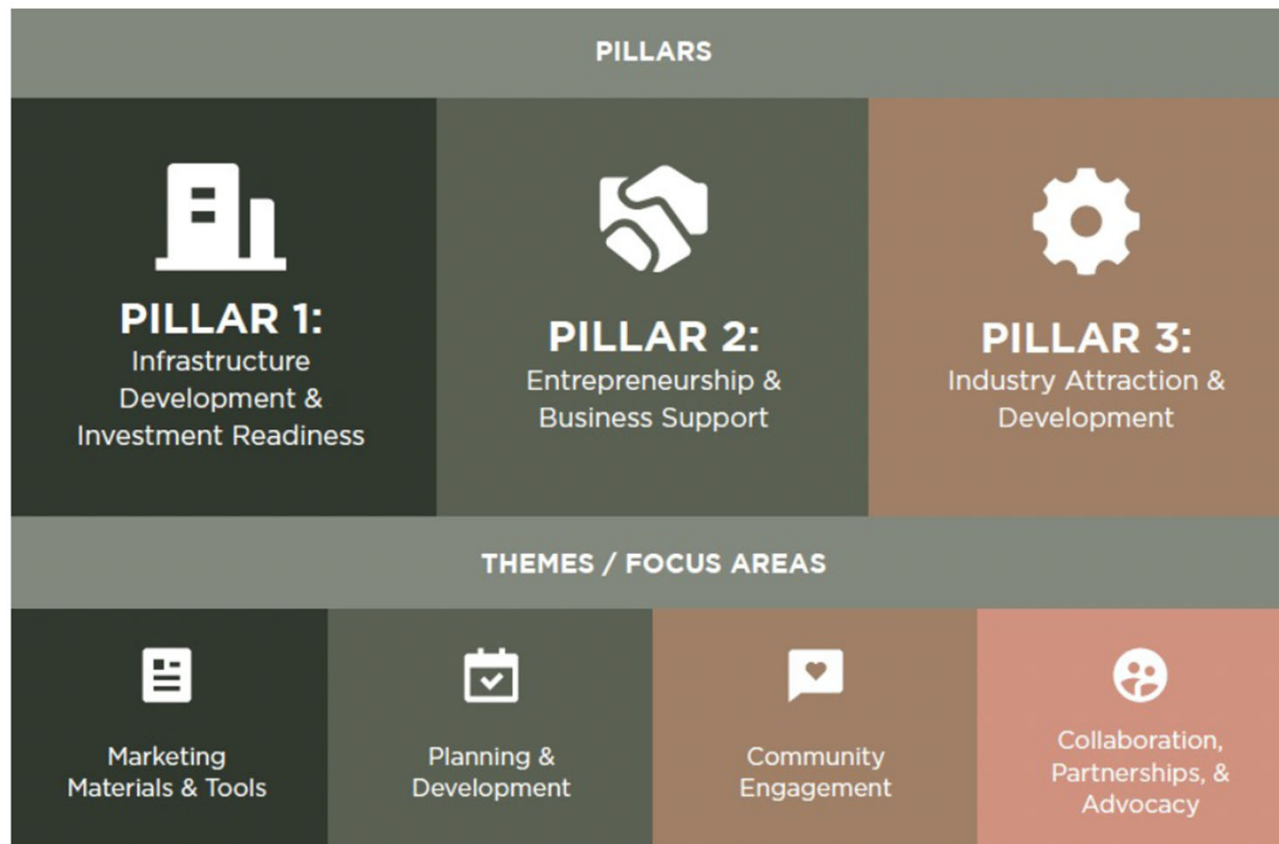 PILLARS
PILLAR 1:
Infrastructure
Development &
Investment Readiness
PILLAR 2:
Entrepreneurship &
Business Support
PILLAR 3:
Industry Attraction &
Development
THEMES / FOCUS AREAS
Marketing
Materials & Tools
Planning &
Development
Community
Engagement
Collaboration,
Partnerships, &
Advocacy